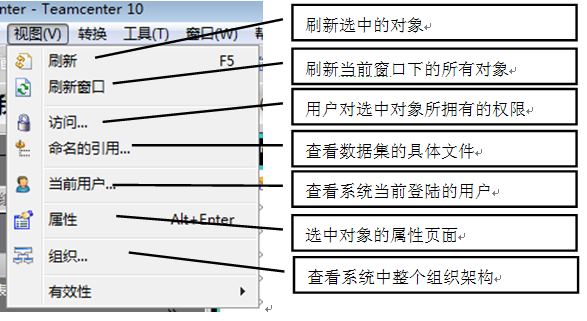 nter - Teamcenter 10
视图(V) 转换 工具(T) 窗口(W)
刷新 F5
刷新窗口
访问...
命名的引用...
当前用户...
属性 Alt+Enter
组织...
有效性
刷新选中的对象
刷新当前窗口下的所有对象
用户对选中对象所拥有的权限
查看数据集的具体文件
查看系统当前登陆的用户
选中对象的属性页面
查看系统中整个组织架构